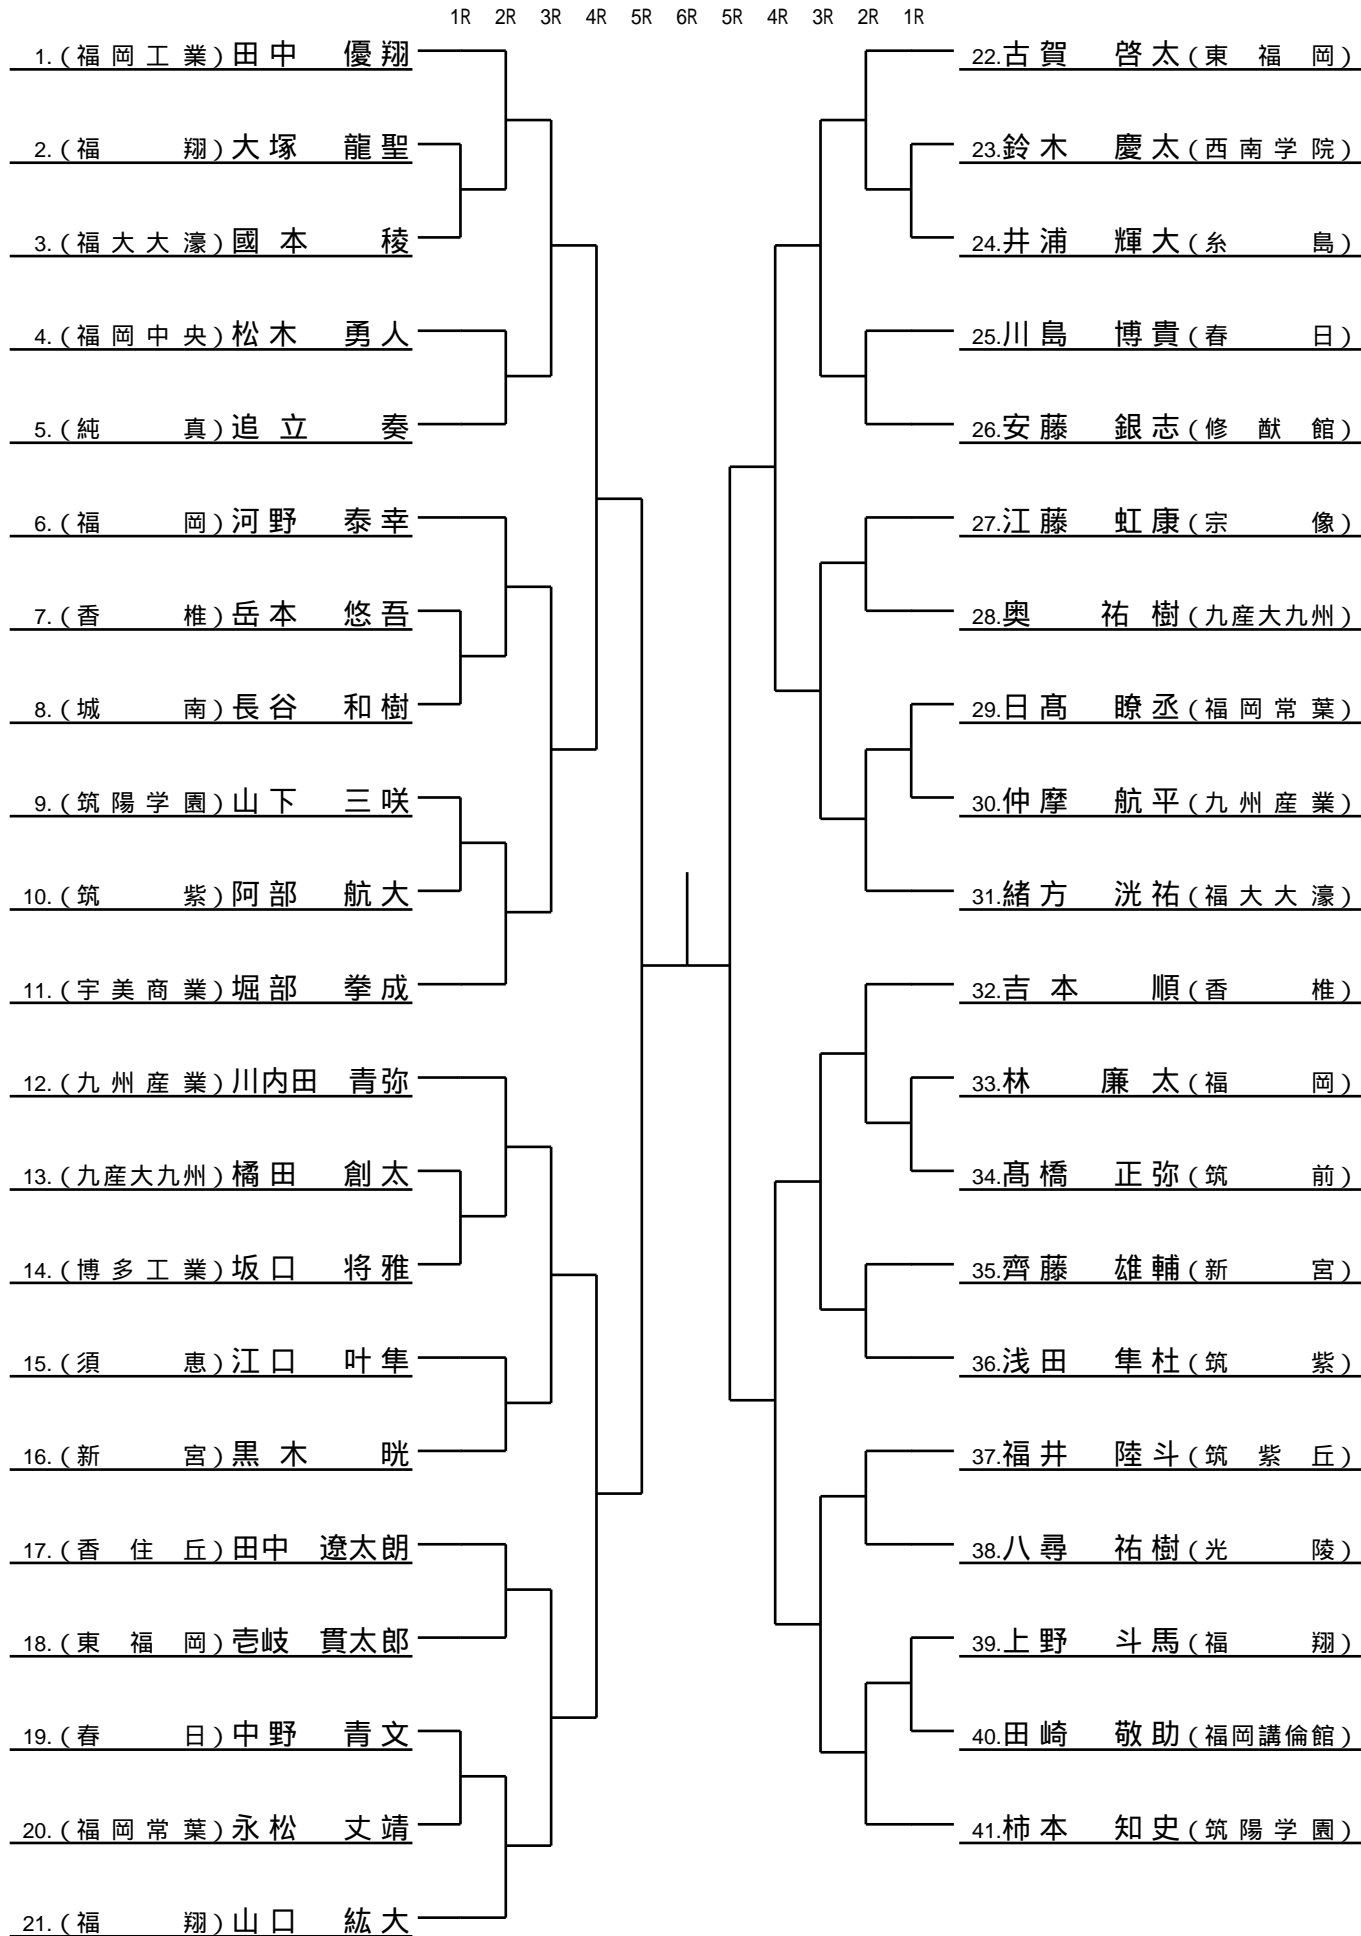 1R 2R 3R 4R 5R 6R 5R 4R 3R 2R 1R
1.(福岡工業)田中 優翔
2.(福翔)大塚 龍聖
3.(福大大濠)國本 稜
4.(福岡中央)松木 勇人
5.(純真)追立 奏
6.(福岡)河野 泰幸
7.(香椎)岳本 悠吾
8.(城南)長谷 和樹
9.(筑陽学園)山下 三咲
10.(筑紫)阿部 航大
11.(宇美商業)堀部 拳成
12.(九州産業)川内田 青弥
13.(九産大九州)橘田 創太
14.(博多工業)坂口 将雅
15.(須恵)江口 叶隼
16.(新宮)黒木 晄
17.(香住丘)田中 遼太朗
18.(東福岡)壱岐 貫太郎
19.(春日)中野 青文
20.(福岡常葉)永松 丈靖
21.(福翔)山口 紘大
22.古賀 啓太(東福岡)
23.鈴木 慶太(西南学院)
24.井浦 輝大(糸島)
25.川島 博貴(春日)
26.安藤 銀志(修猷館)
27.江藤 虹康(宗像)
28.奥 祐樹(九産大九州)
29.日髙 瞭丞(福岡常葉)
30.仲摩 航平(九州産業)
31.緒方 洸祐(福大大濠)
32.吉本 順(香椎)
33.林 廉太(福岡)
34.髙橋 正弥(筑前)
35.齊藤 雄輔(新宮)
36.浅田 隼杜(筑紫)
37.福井 陸斗(筑紫丘)
38.八尋 祐樹(光陵)
39.上野 斗馬(福翔)
40.田崎 敬助(福岡講倫館)
41.柿本 知史(筑陽学園)